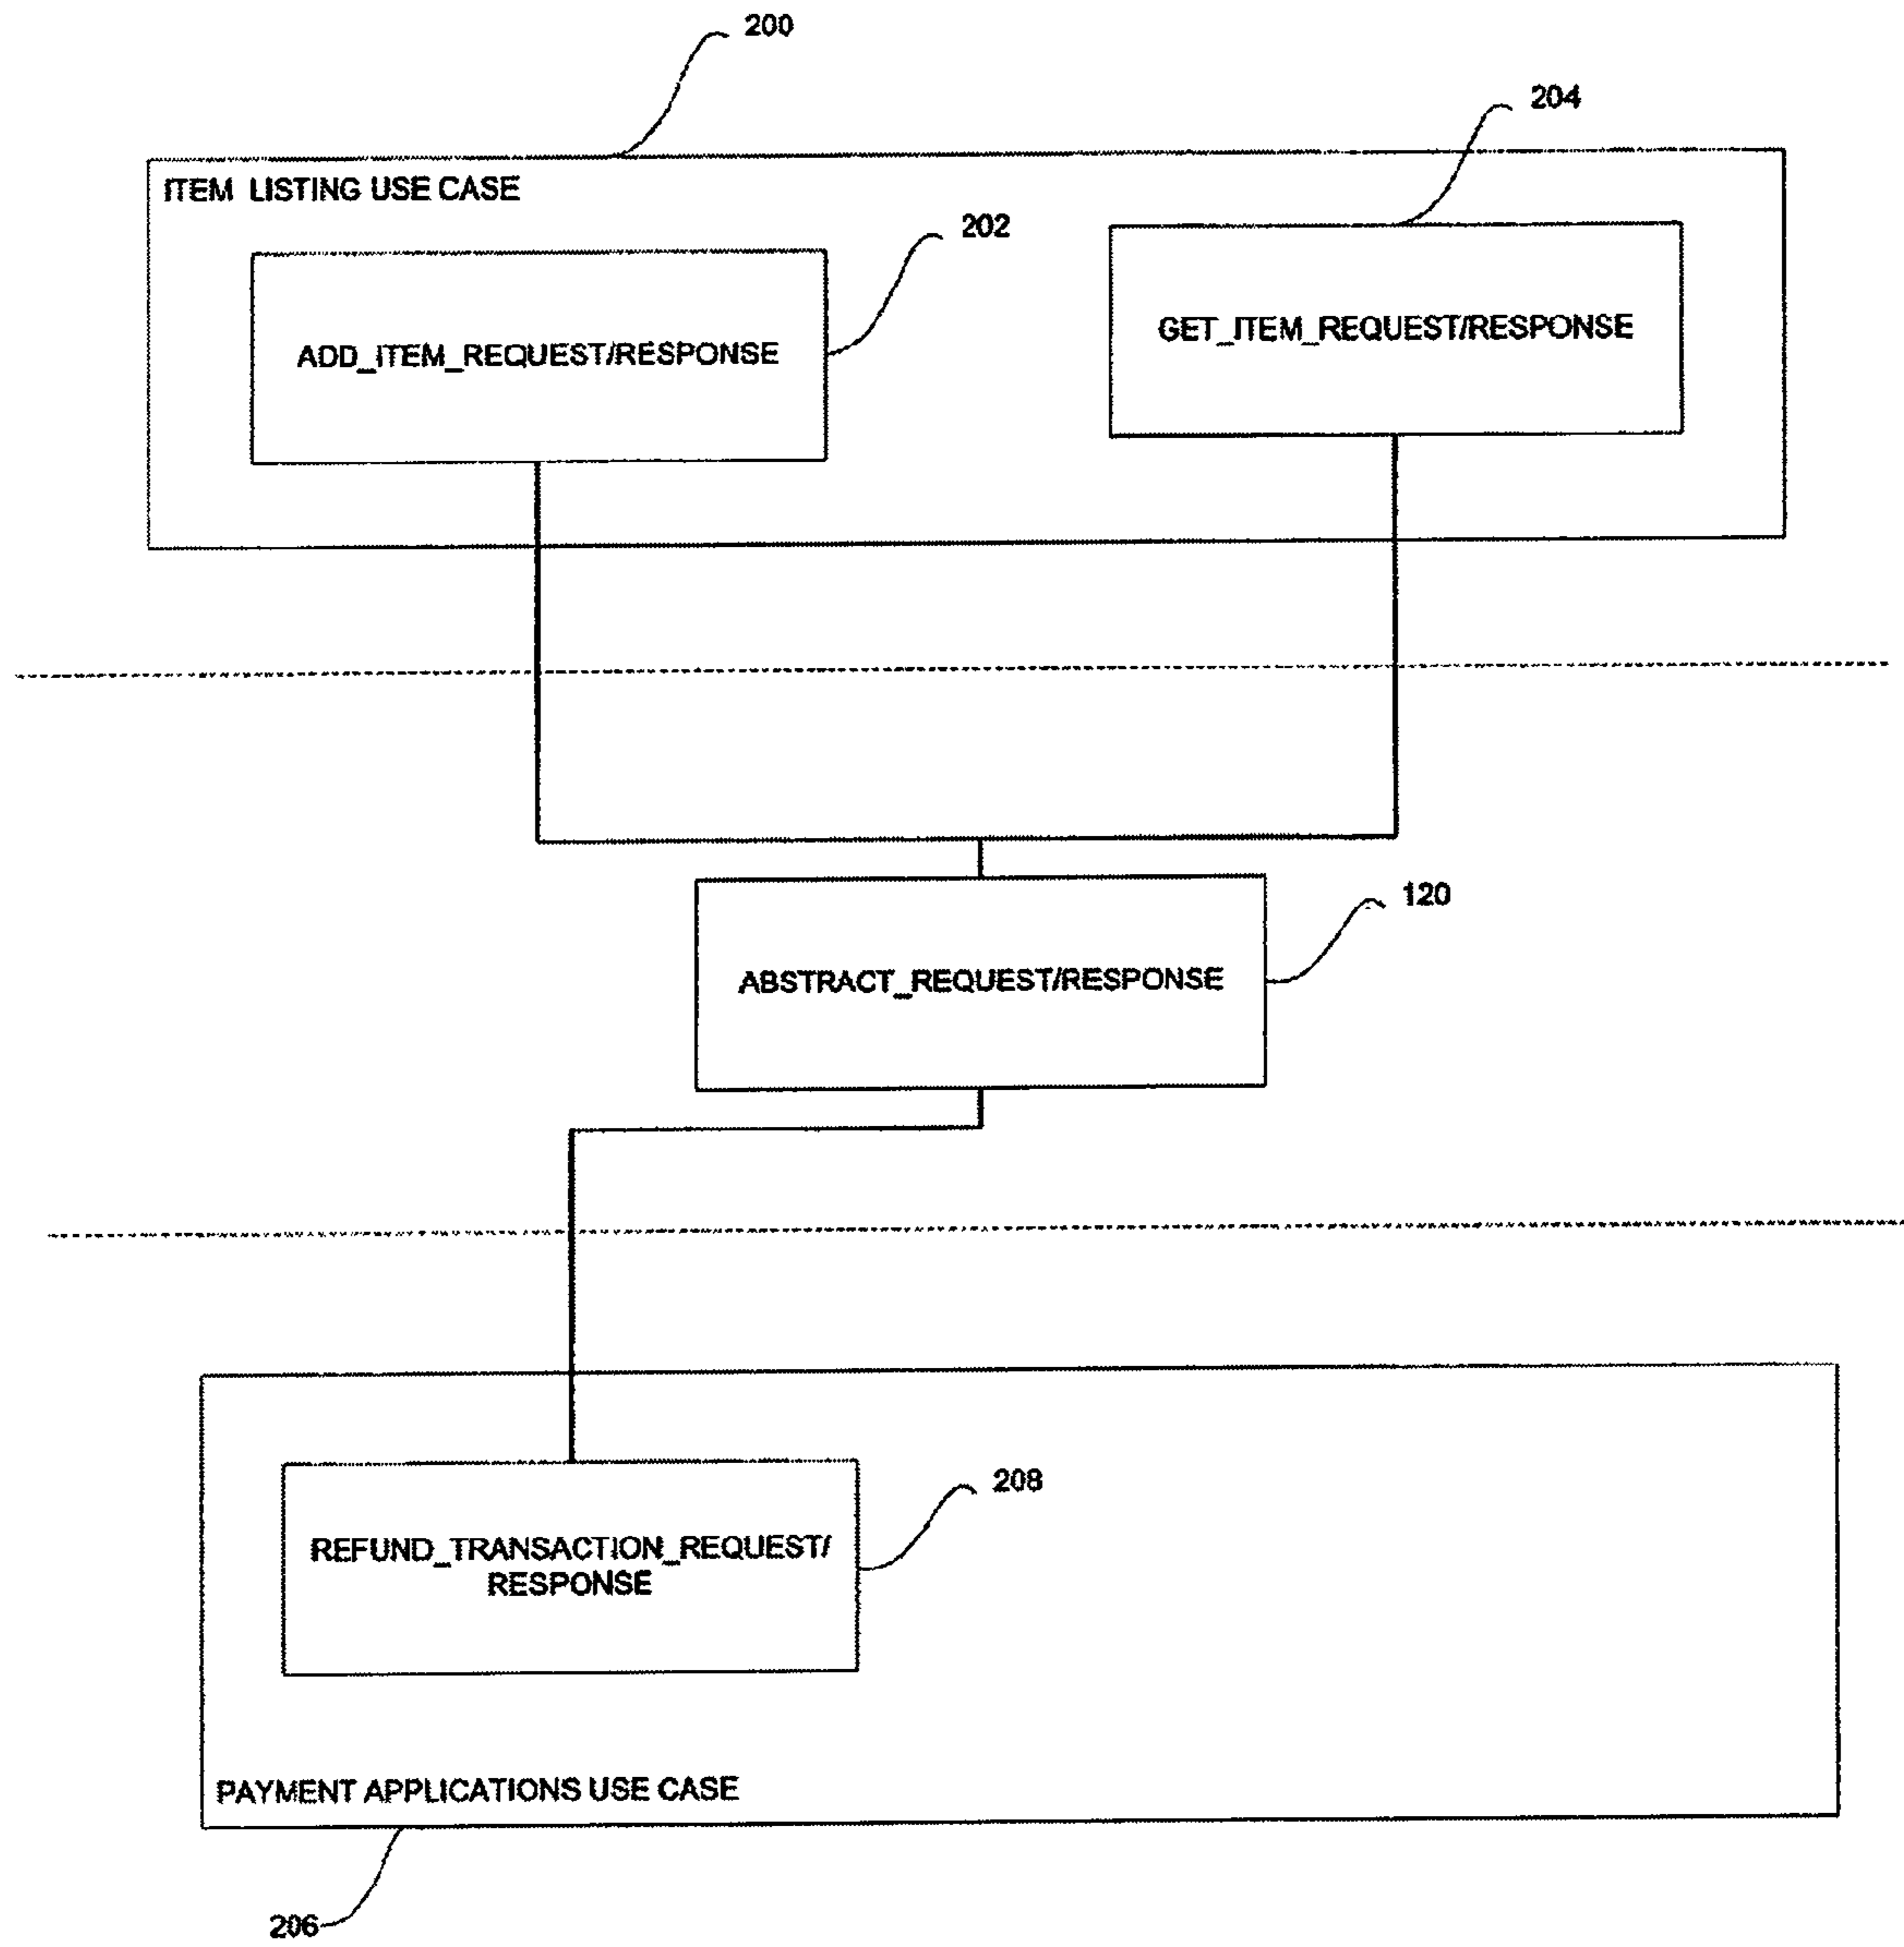 200
204
ITEM LISTING USE CASE
202
GET_ITEM_REQUEST/RESPONSE
ADD_ITEM_REQUEST/RESPONSE
120
ABSTRACT_REQUEST/RESPONSE
208
REFUND_TRANSACTION_REQUEST/
RESPONSE
PAYMENT APPLICATIONS USE CASE
206